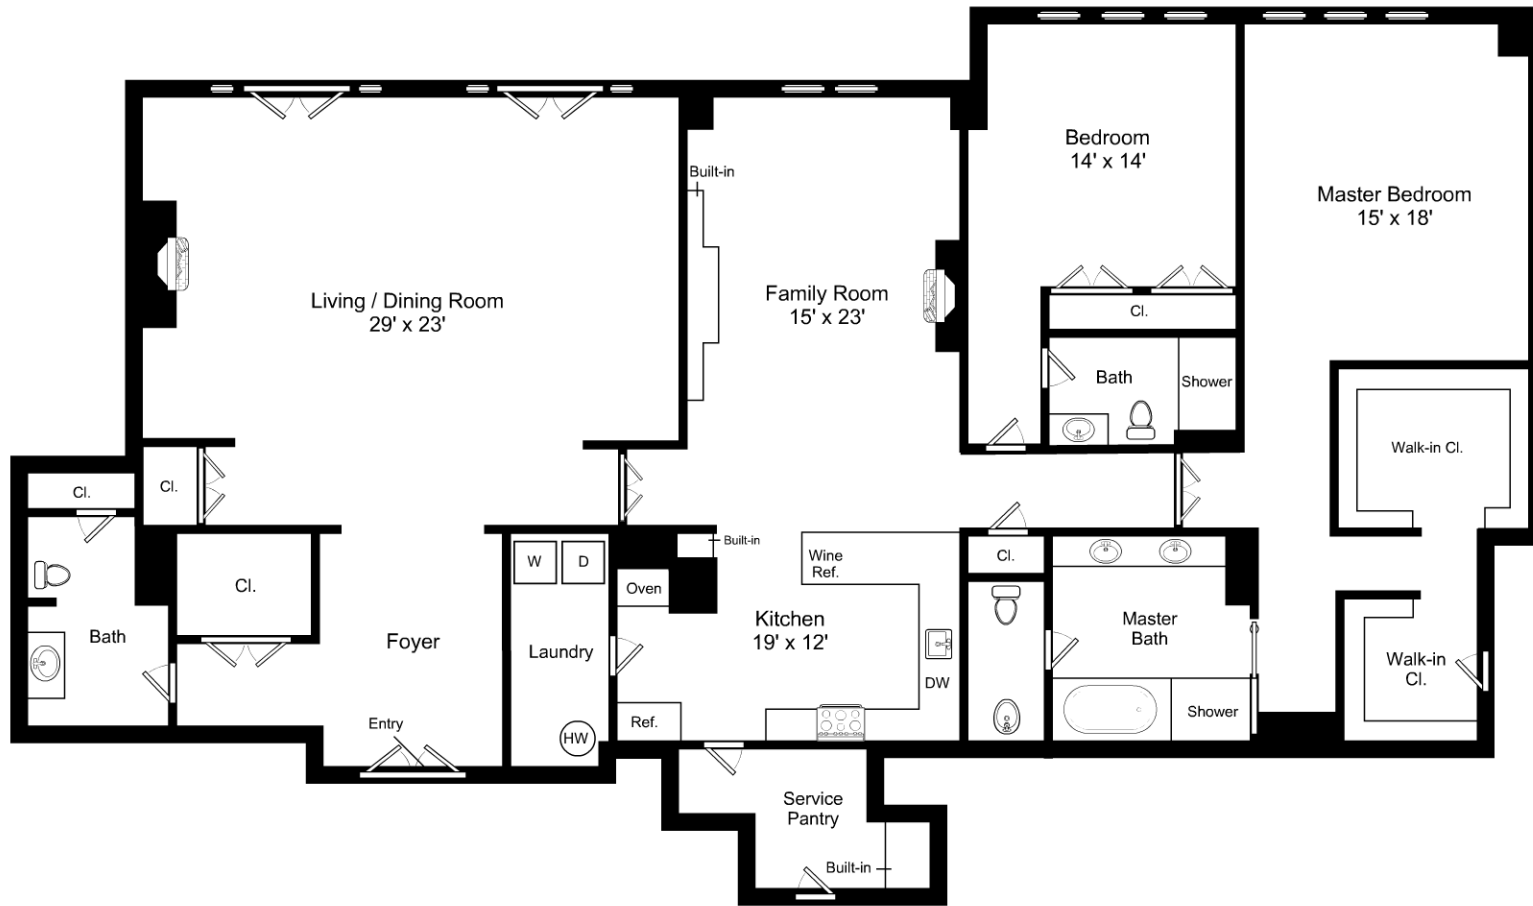 Bedroom
14' x 14'
Built-in
Master Bedroom
15' x 18'
Living / Dining Room
29' x 23'
Family Room
15' x 23'
Cl.
Bath
Shower
Walk-in Cl.
Cl.
Cl.
Built-in
W
D
Wine
Ref.
Cl.
Cl.
Oven
Bath
Foyer
Laundry
Kitchen
19' x 12'
Master
Bath
Walk-in
Cl.
DW
Entry
Ref.
Shower
HW
Service
Pantry
Built-in